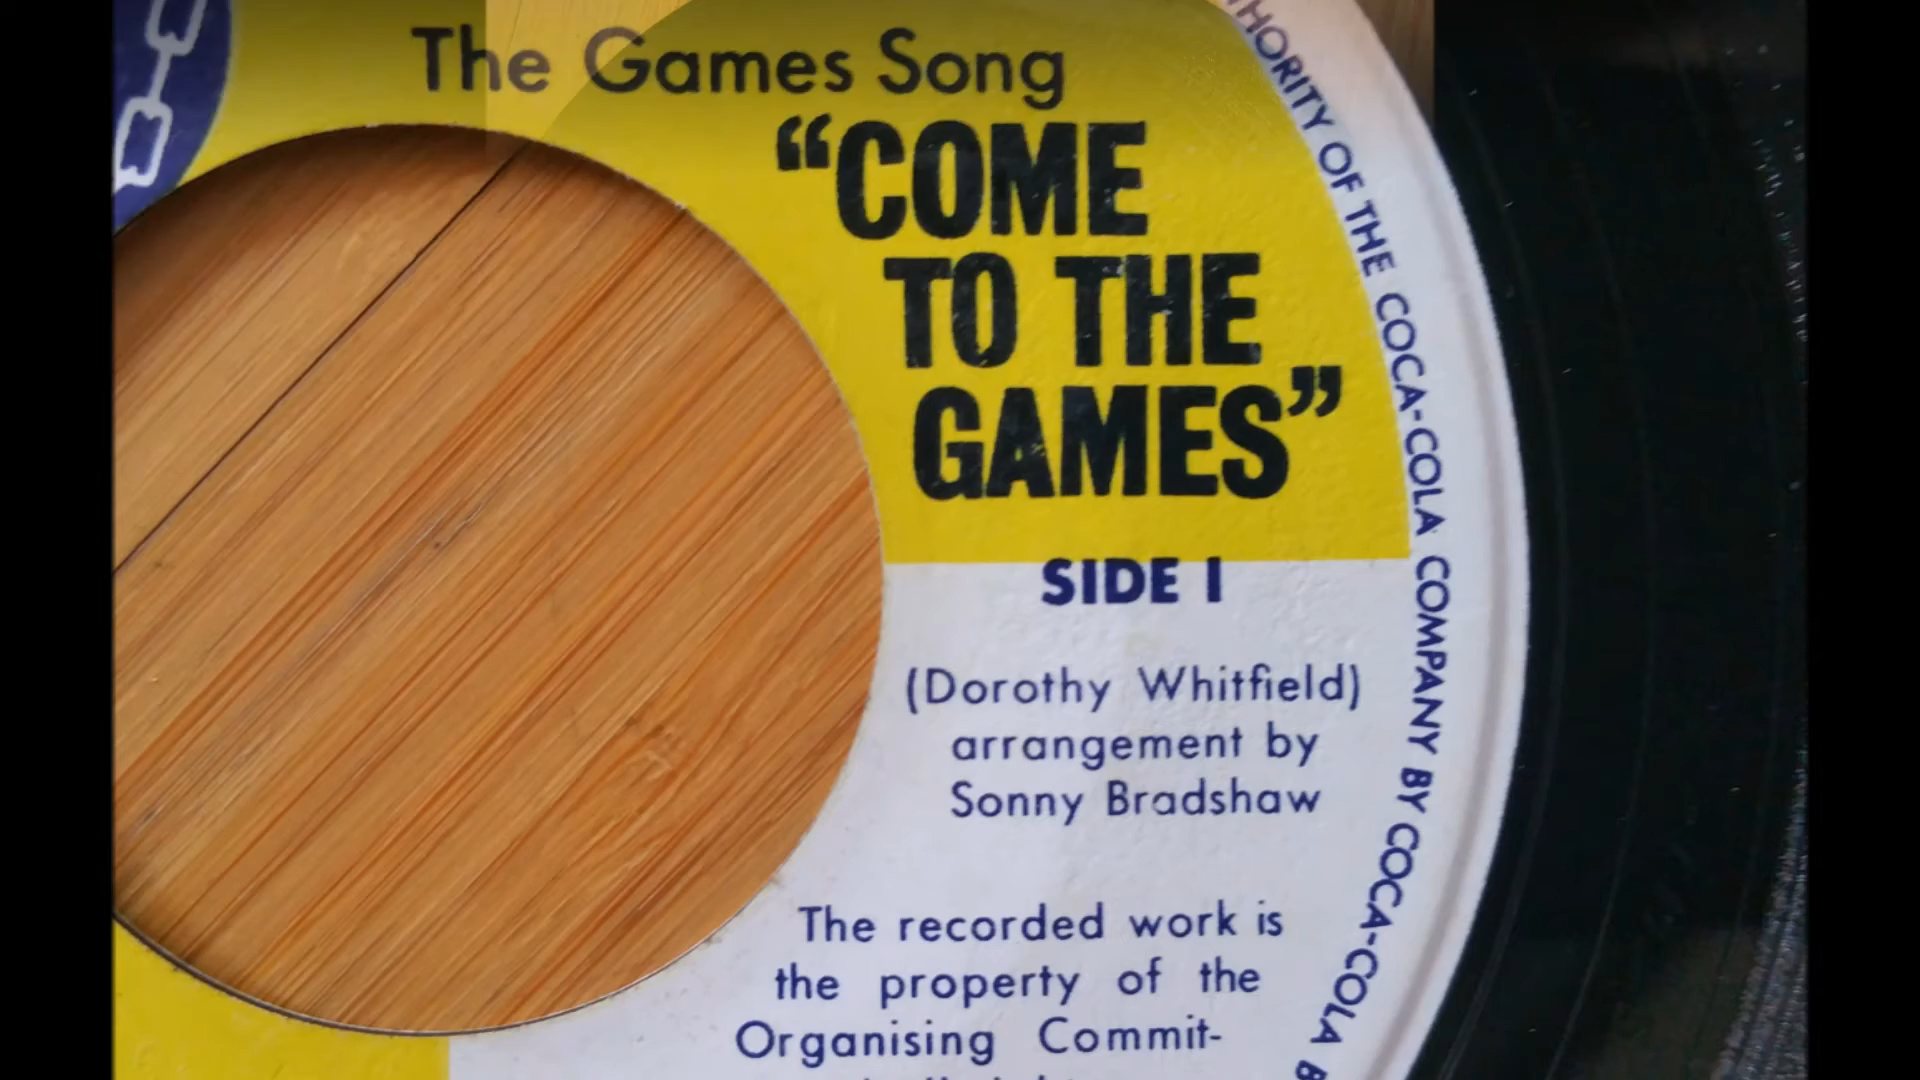 The Games Song
“COME
TO THE
GAMES”
SIDE 1
(Dorothy Whitfield)
arrangement by
Sonny Bradshaw
The recorded work is
the property of the
Organising Commit-
OF THE COCA-COLA COMPANY BY COCA-COLA